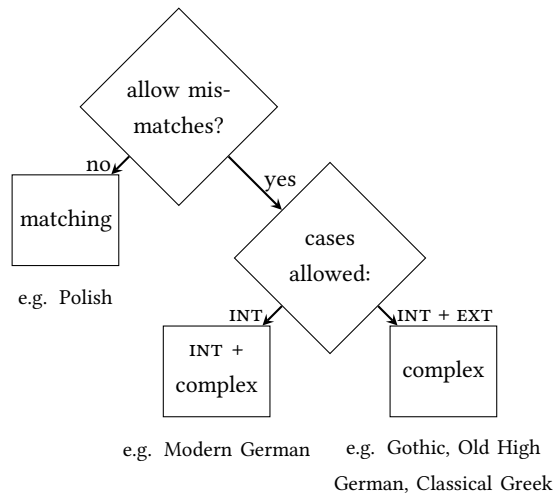 allow mis-
matches?
no
yes
matching
e.g. Polish
cases
allowed:
INT
INT + EXT
INT +
complex
complex
e.g. Modern German
e.g. Gothic, Old High
German, Classical Greek